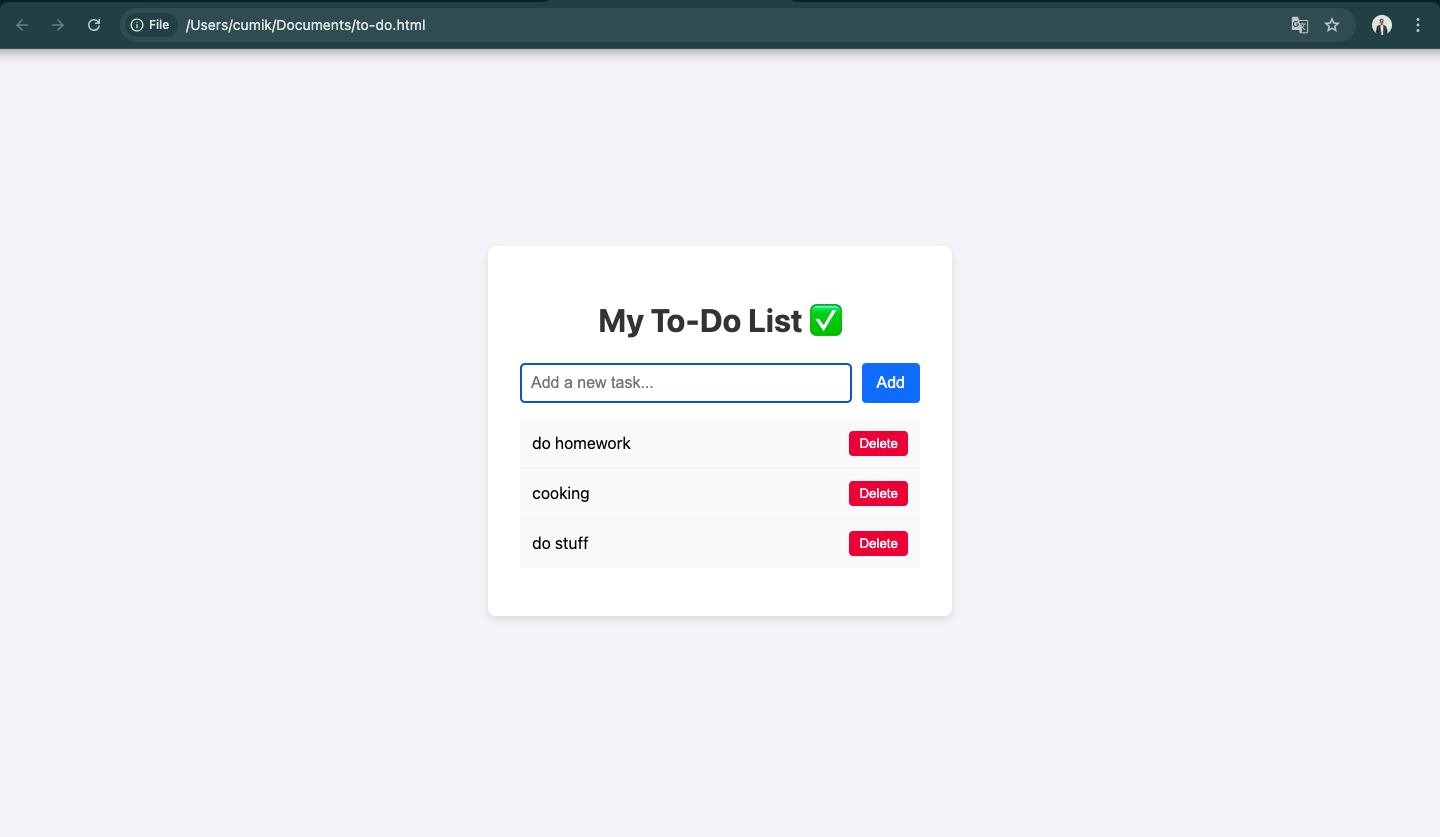 File /Users/cumik/Documents/to-do.html
My To-Do List ✅
Add a new task... Add
do homework Delete
cooking Delete
do stuff Delete